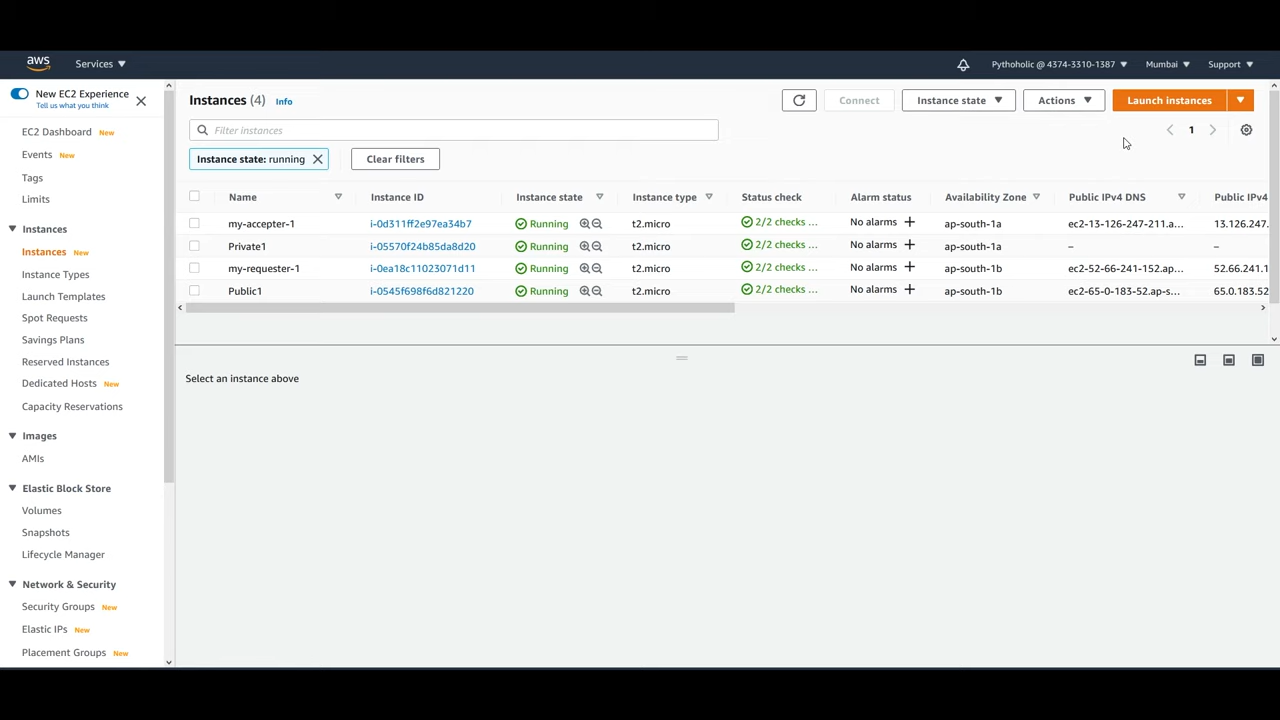 aws Services Pythoholic @ 4374-3310-1387 Mumbai Support
New EC2 Experience
Tell us what you think
EC2 Dashboard New
Events New
Tags
Limits
Instances
Instances New
Instance Types
Launch Templates
Spot Requests
Savings Plans
Reserved Instances
Dedicated Hosts New
Capacity Reservations
Images
AMIs
Elastic Block Store
Volumes
Snapshots
Lifecycle Manager
Network & Security
Security Groups New
Elastic IPs New
Placement Groups New
Instances (4) Info Connect Instance state Actions Launch instances
Filter instances 1
Instance state: running Clear filters
Name Instance ID Instance state Instance type Status check Alarm status Availability Zone Public IPv4 DNS Public IPv4
my-accepter-1 i-0d311ff2e97ea34b7 Running t2.micro 2/2 checks ... No alarms + ap-south-1a ec2-13-126-247-211.a... 13.126.247.
Private1 i-05570f24b85da8d20 Running t2.micro 2/2 checks ... No alarms + ap-south-1a – –
my-requester-1 i-0ea18c11023071d11 Running t2.micro 2/2 checks ... No alarms + ap-south-1b ec2-52-66-241-152.ap... 52.66.241.1
Public1 i-0545f698f6d821220 Running t2.micro 2/2 checks ... No alarms + ap-south-1b ec2-65-0-183-52.ap-s... 65.0.183.52
Select an instance above